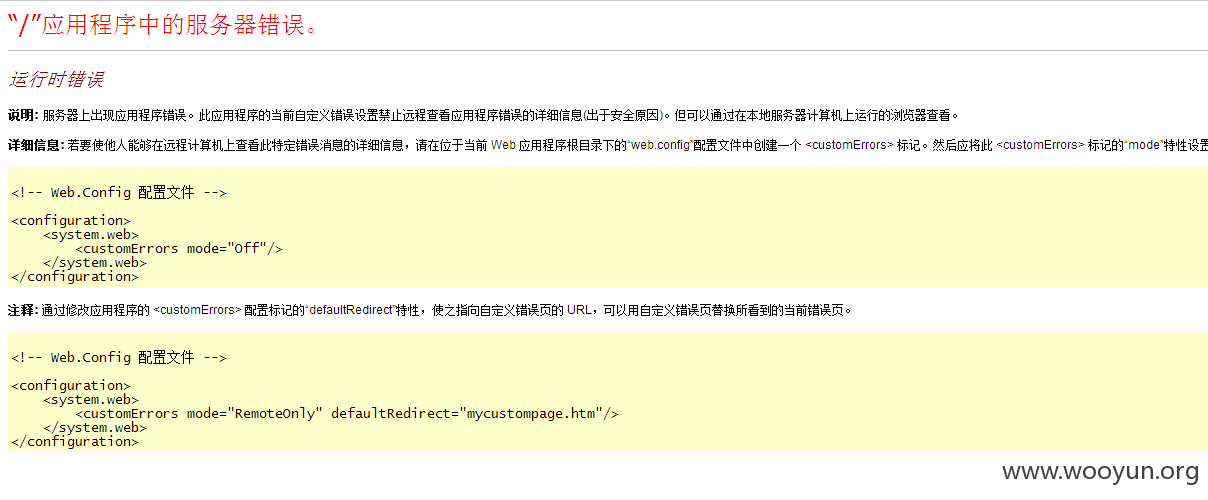 “/”应用程序中的服务器错误。
运行时错误
说明: 服务器上出现应用程序错误。此应用程序的当前自定义错误设置禁止远程查看应用程序错误的详细信息(出于安全原因)。但可以通过在本地服务器计算机上运行的浏览器查看。
详细信息: 若要使他人能够在远程计算机上查看此特定错误消息的详细信息，请在位于当前 Web 应用程序根目录下的“web.config”配置文件中创建一个 <customErrors> 标记。然后应将此 <customErrors> 标记的“mode”特性设置
<!-- Web.Config 配置文件 -->
<configuration>
    <system.web>
        <customErrors mode="Off"/>
    </system.web>
</configuration>
注释: 通过修改应用程序的 <customErrors> 配置标记的“defaultRedirect”特性，使之指向自定义错误页的 URL，可以用自定义错误页替换所看到的当前错误页。
<!-- Web.Config 配置文件 -->
<configuration>
    <system.web>
        <customErrors mode="RemoteOnly" defaultRedirect="mycustompage.htm"/>
    </system.web>
</configuration>
www.wooyun.org